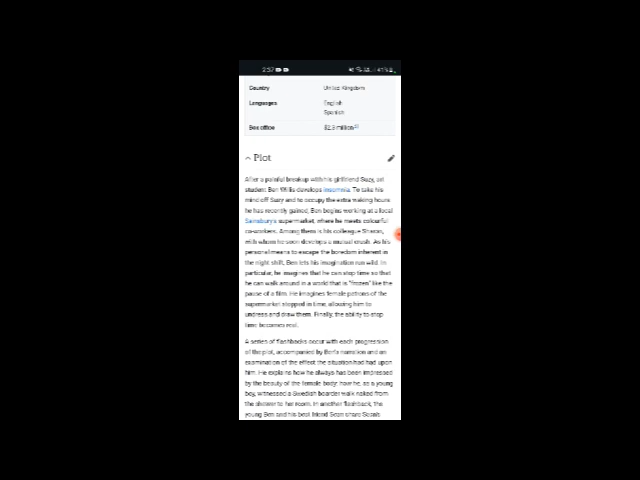 2:57
Country United Kingdom
Languages English
Spanish
Box office $2.3 million
Plot
After a painful breakup with his girlfriend Suzy, art
student Ben Willis develops insomnia. To take his
mind off Suzy and to occupy the extra waking hours
he has recently gained, Ben begins working at a local
Sainsbury's supermarket, where he meets colourful
co-workers. Among them is his colleague Sharon,
with whom he soon develops a mutual crush. As his
personal means to escape the boredom inherent in
the night shift, Ben lets his imagination run wild. In
particular, he imagines that he can stop time so that
he can walk around in a world that is "frozen" like the
pause of a film. He imagines female patrons of the
supermarket stopped in time, allowing him to
undress and draw them. Finally, the ability to stop
time becomes real.
A series of flashbacks occur with each progression
of the plot, accompanied by Ben's narration and an
examination of the effect the situation had had upon
him. He explains how he always has been impressed
by the beauty of the female body: how he, as a young
boy, witnessed a Swedish boarder walk naked from
the shower to her room. In another flashback, the
young Ben and his best friend Sean share Sean's